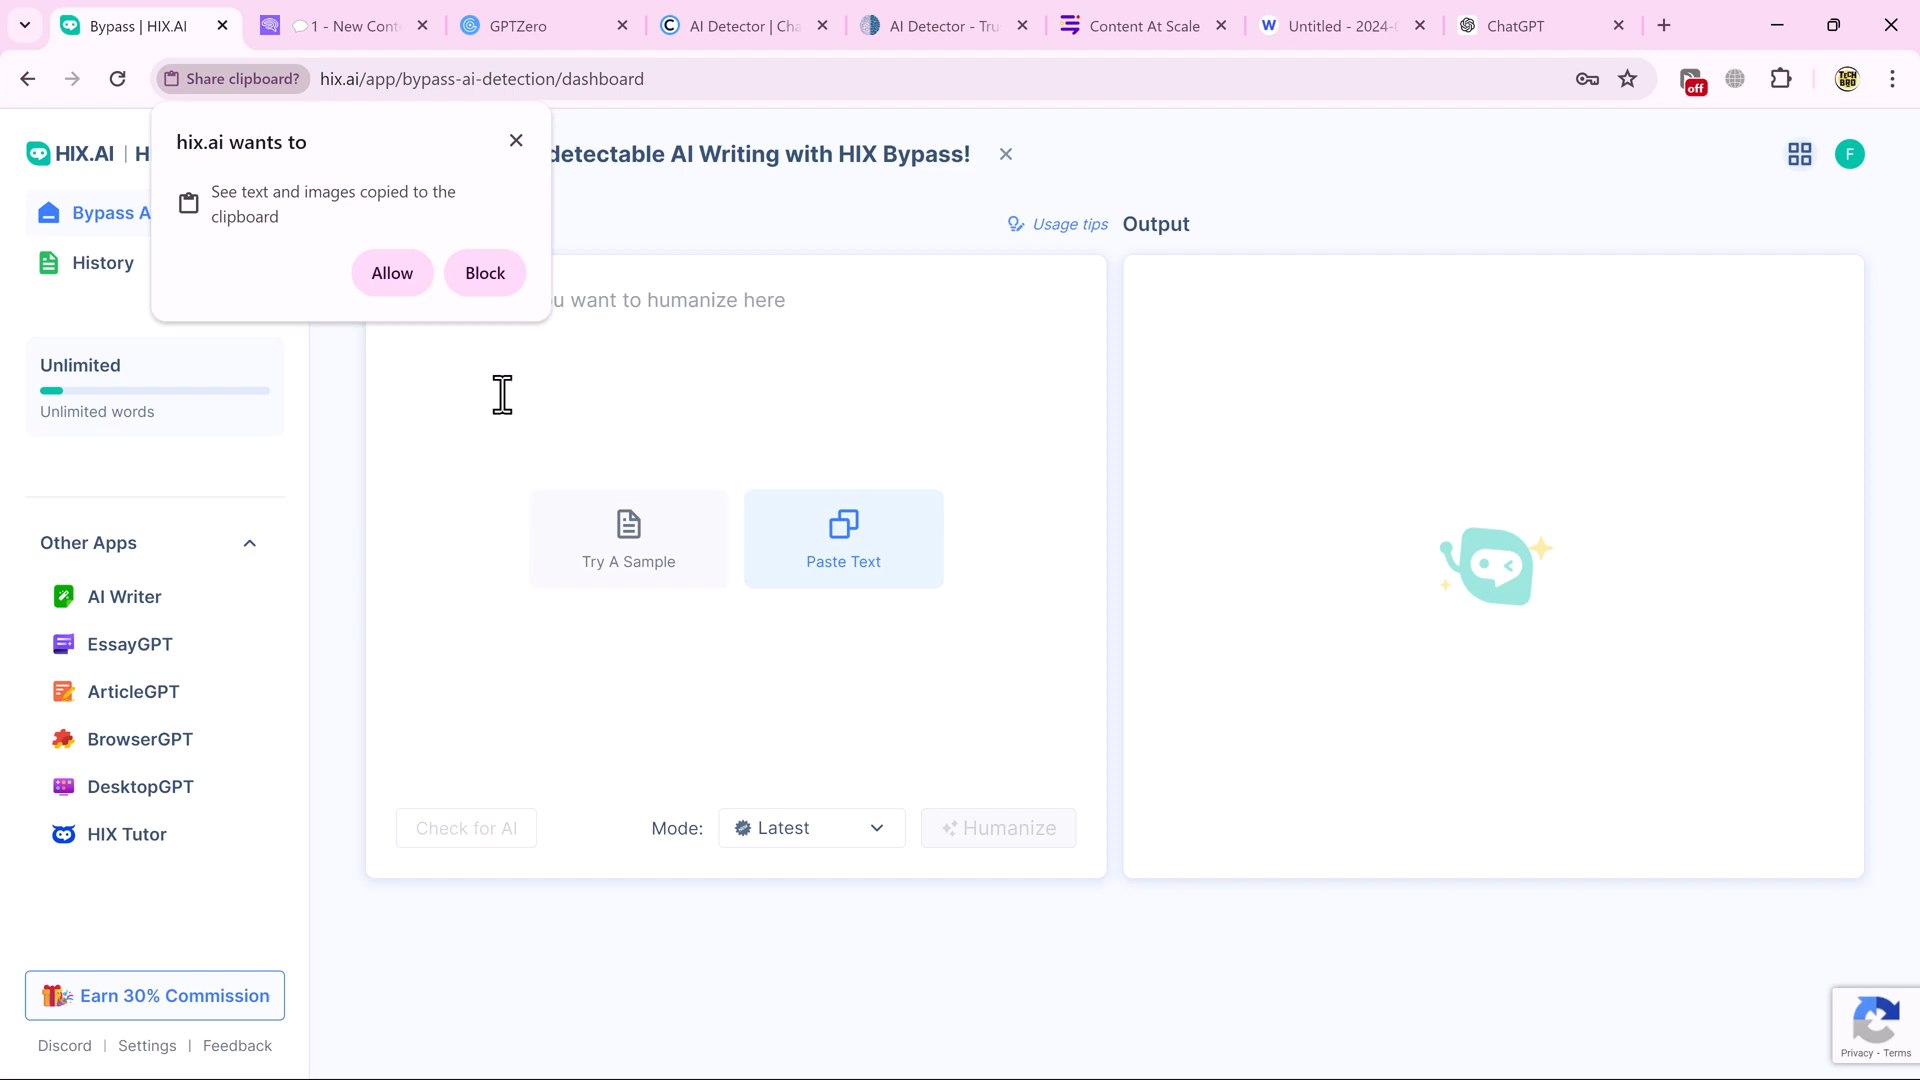 Bypass | HIX.AI
1 - New Cont
GPTZero
AI Detector | Cha
AI Detector - Tru
Content At Scale
Untitled - 2024-
ChatGPT
Share clipboard?
hix.ai/app/bypass-ai-detection/dashboard
off
TECH
BRO
hix.ai wants to
See text and images copied to the
clipboard
Allow
Block
HIX.AI | H
detectable AI Writing with HIX Bypass!
F
Bypass A
History
Usage tips
Output
u want to humanize here
Unlimited
Unlimited words
Try A Sample
Paste Text
Other Apps
AI Writer
EssayGPT
ArticleGPT
BrowserGPT
DesktopGPT
HIX Tutor
Check for AI
Mode:
Latest
Humanize
Earn 30% Commission
Discord | Settings | Feedback
Privacy - Terms